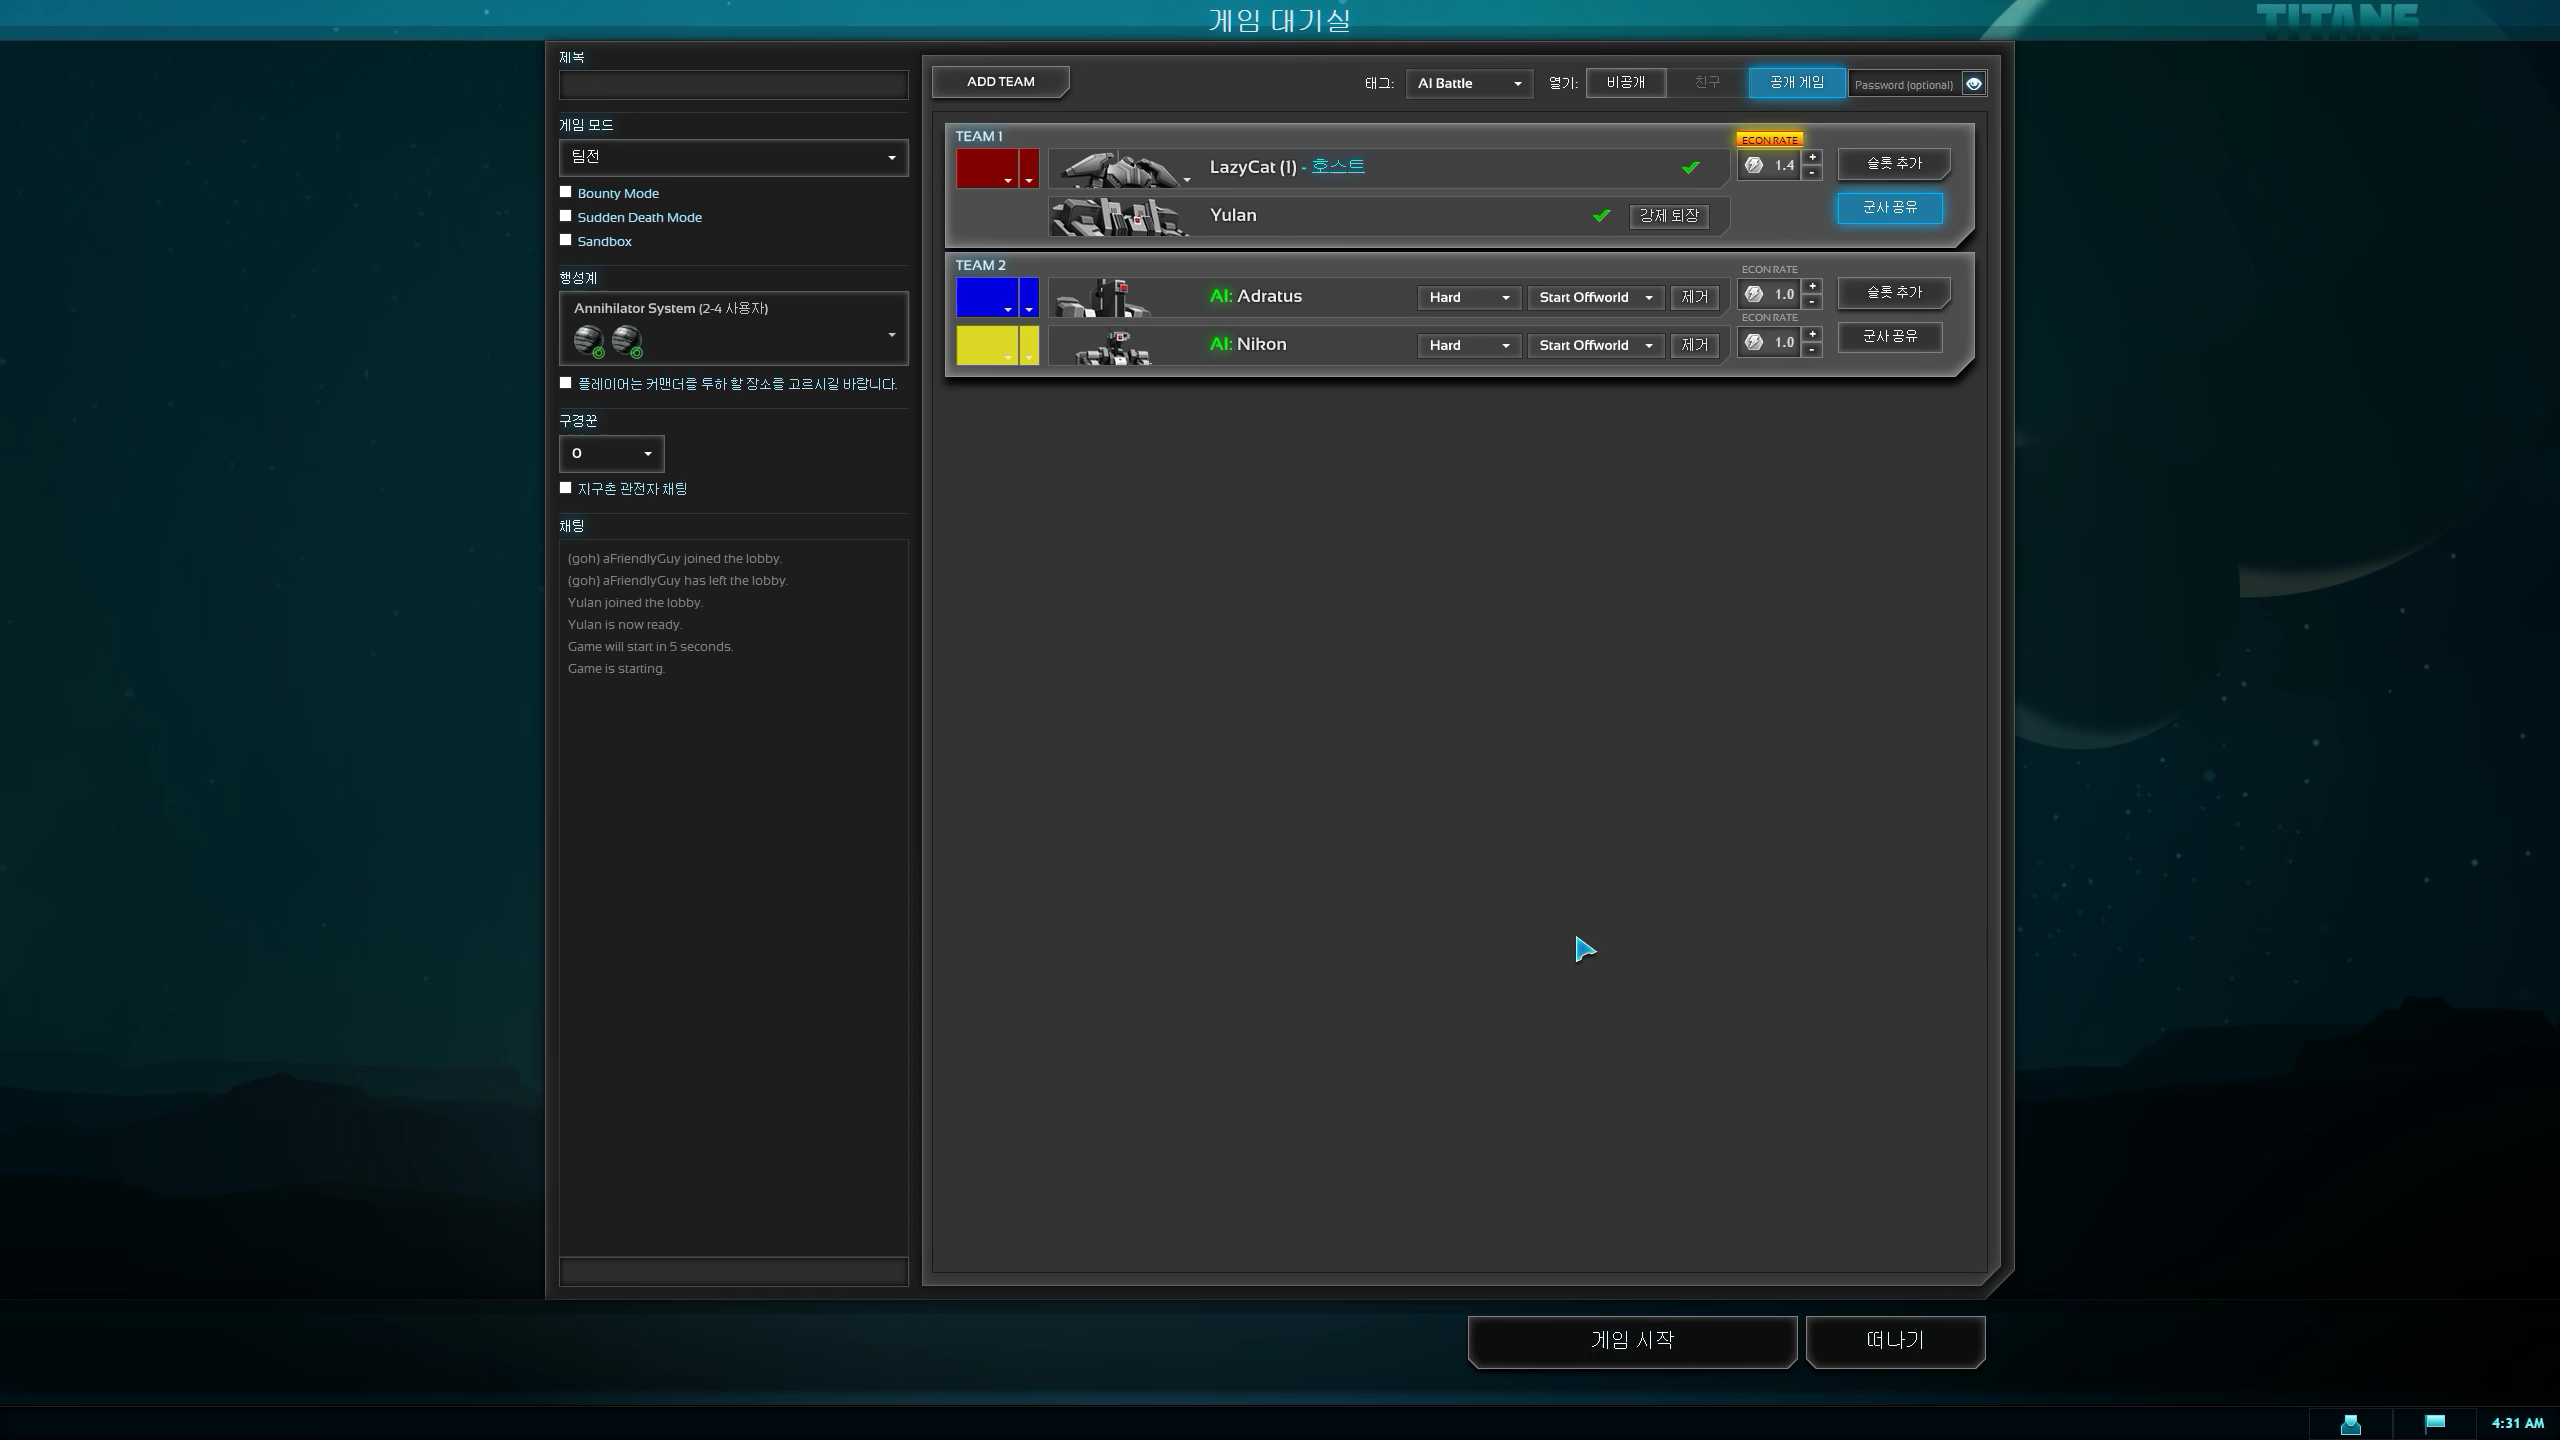 게임 대기실
TITANS
제목
게임 모드
팀전
Bounty Mode
Sudden Death Mode
Sandbox
행성계
Annihilator System (2-4 사용자)
플레이어는 커맨더를 투하 할 장소를 고르시길 바랍니다.
구경꾼
0
지구촌 관전자 채팅
채팅
(goh) aFriendlyGuy joined the lobby.
(goh) aFriendlyGuy has left the lobby.
Yulan joined the lobby.
Yulan is now ready.
Game will start in 5 seconds.
Game is starting.
ADD TEAM
태그: AI Battle 열기: 비공개 친구 공개 게임 Password (optional)
TEAM 1
ECON RATE
LazyCat (1) - 호스트 1.4 + - 슬롯 추가
Yulan 강제 퇴장 군사 공유
TEAM 2
ECON RATE
AI: Adratus Hard Start Offworld 제거 1.0 + - 슬롯 추가
ECON RATE
AI: Nikon Hard Start Offworld 제거 1.0 + - 군사 공유
게임 시작 떠나기
4:31 AM